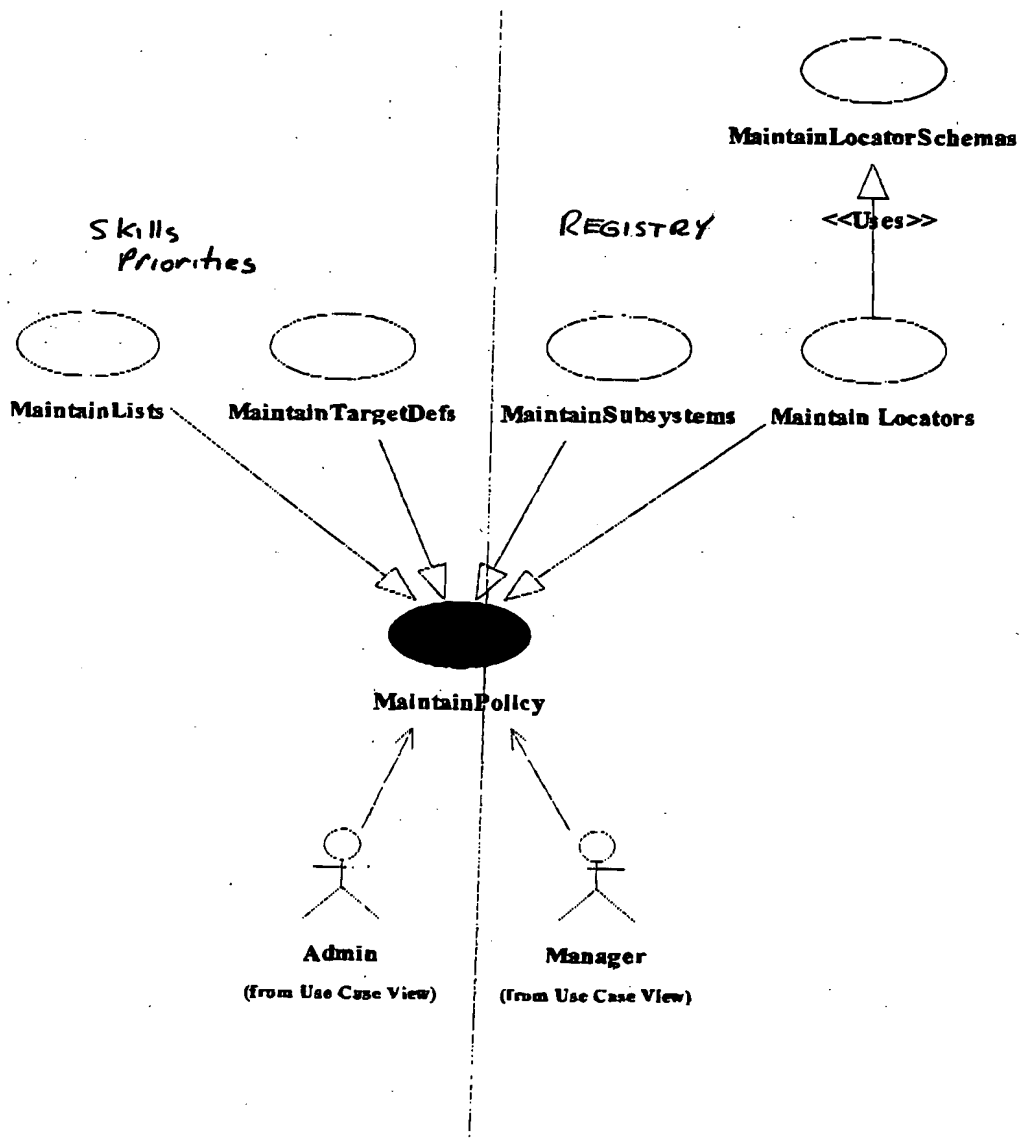 MaintainLocatorSchemas
<<Uses>>
Skills
Priorities
REGISTRY
MaintainLists
MaintainTargetDefs
MaintainSubsystems
Maintain Locators
MaintainPolicy
Admin
(from Use Case View)
Manager
(from Use Case View)